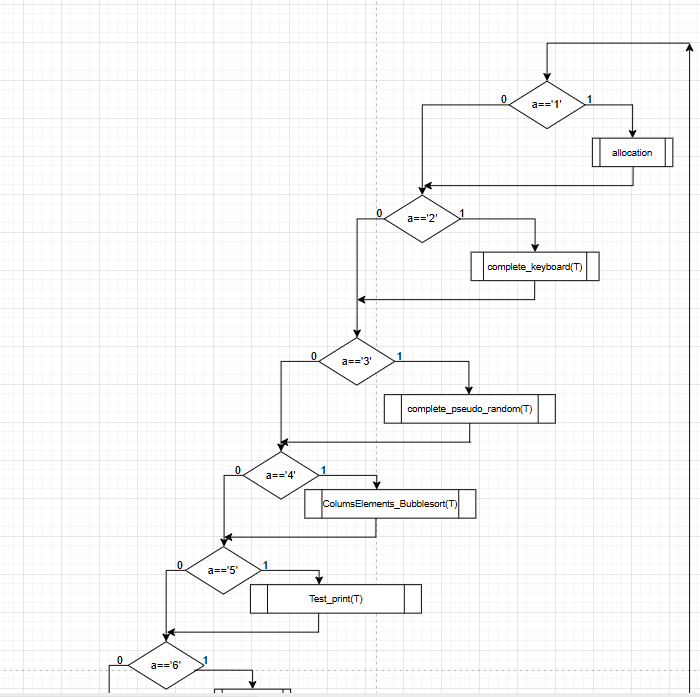 0 a=='1' 1
allocation
0 a=='2' 1
complete_keyboard(T)
0 a=='3' 1
complete_pseudo_random(T)
0 a=='4' 1
ColumsElements_Bubblesort(T)
0 a=='5' 1
Test_print(T)
0 a=='6' 1